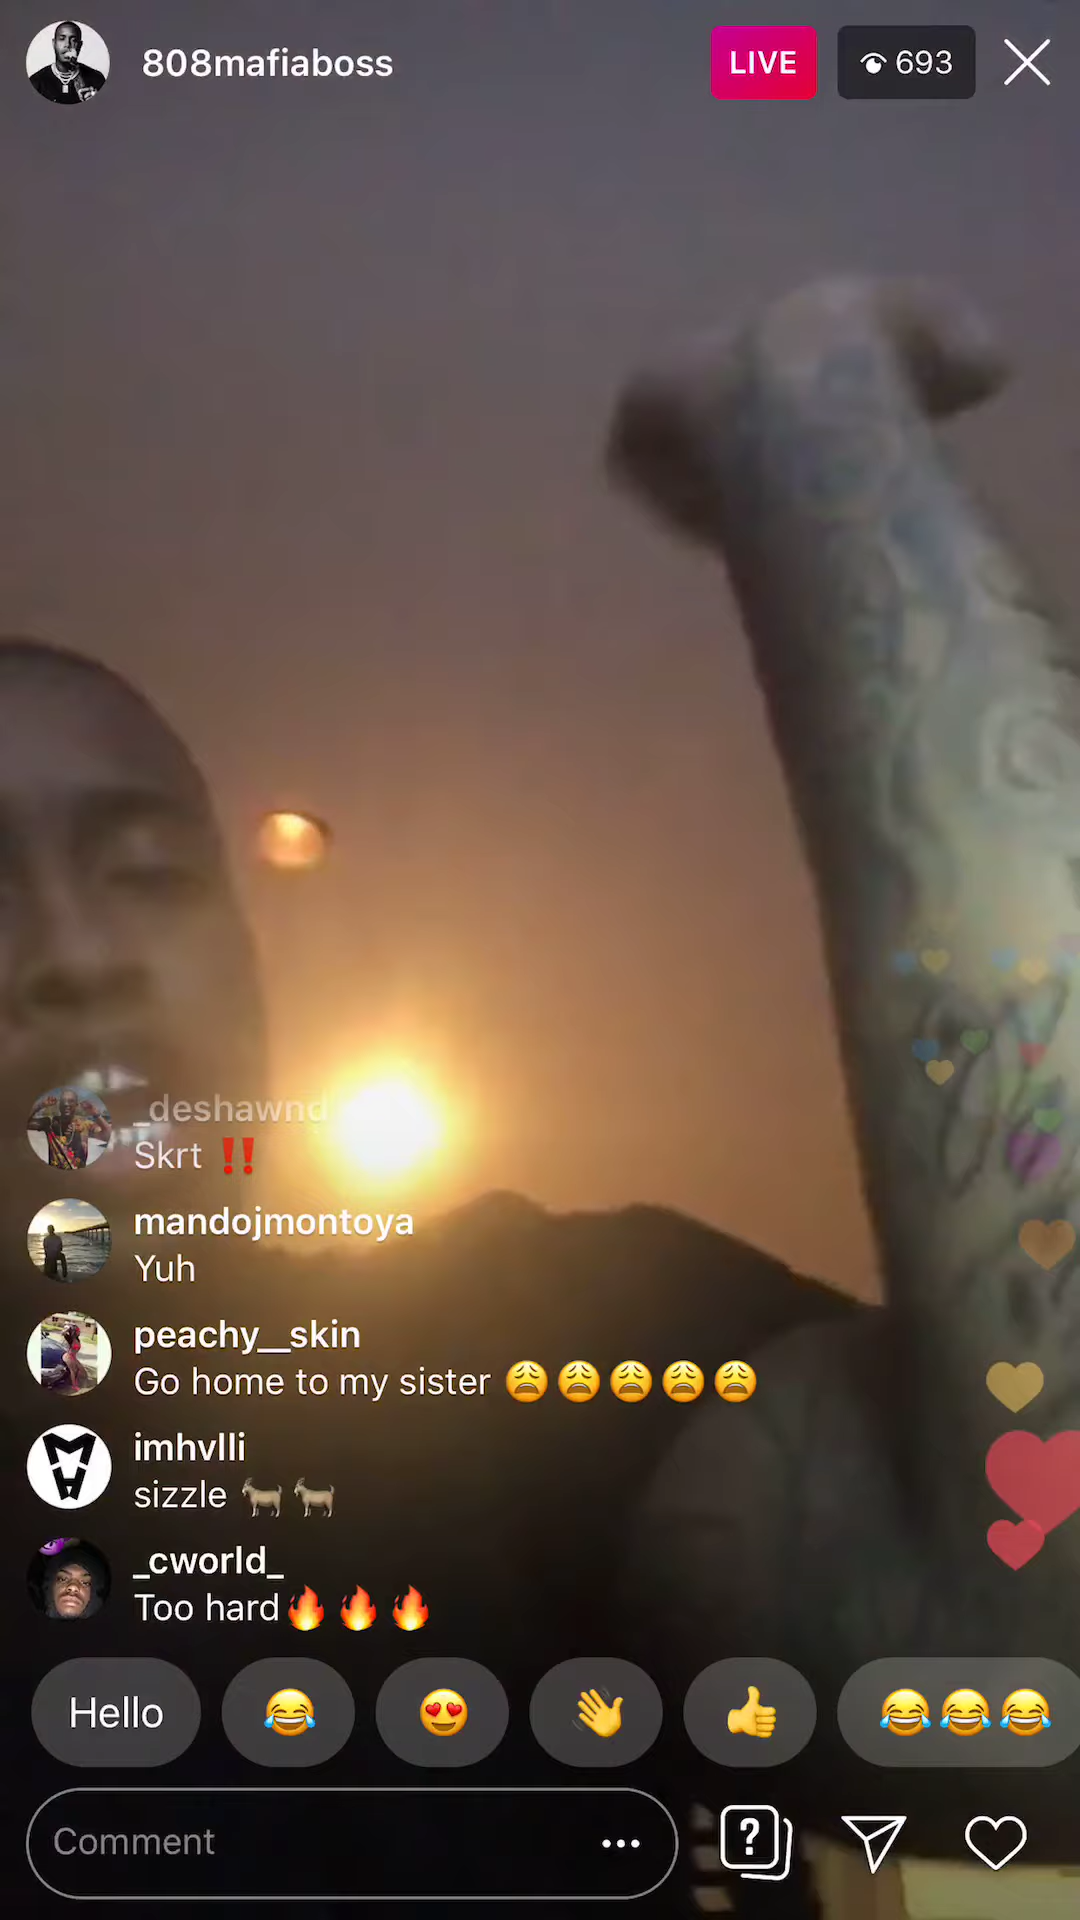 808mafiaboss
LIVE
693
_deshawnd
Skrt ‼️
mandojmontoya
Yuh
peachy__skin
Go home to my sister 😩😩😩😩😩
imhvlli
sizzle 🐐🐐
_cworld_
Too hard🔥🔥🔥
Hello 😂 😍 👋 👍 😂😂😂
Comment